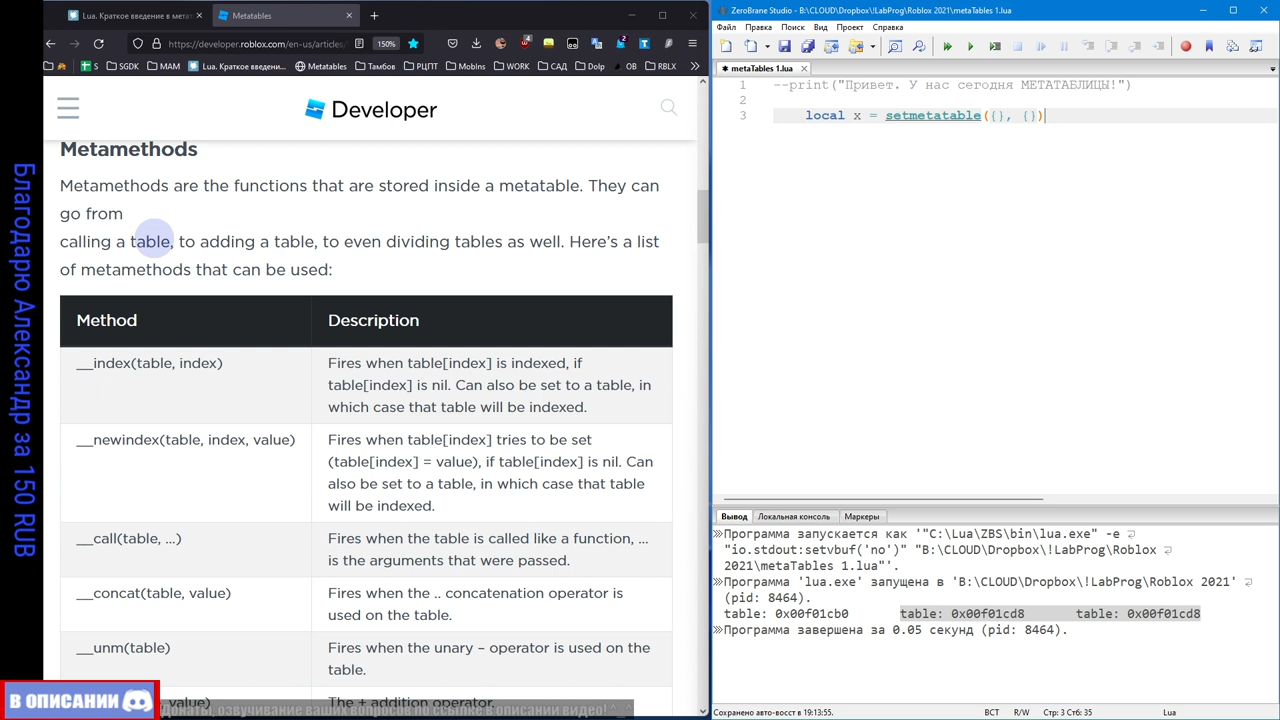 Lua. Краткое введение в мета
Metatables
https://developer.roblox.com/en-us/articles/
150%
S
SGDK
MAM
Lua. Краткое введени...
Metatables
Тамбов
РЦПТ
MobIns
WORK
САД
Dolp
OB
RBLX
Developer
Metamethods
Metamethods are the functions that are stored inside a metatable. They can
go from
calling a table, to adding a table, to even dividing tables as well. Here’s a list
of metamethods that can be used:
Method Description
__index(table, index)
Fires when table[index] is indexed, if
table[index] is nil. Can also be set to a table, in
which case that table will be indexed.
__newindex(table, index, value)
Fires when table[index] tries to be set
(table[index] = value), if table[index] is nil. Can
also be set to a table, in which case that table
will be indexed.
__call(table, ...)
Fires when the table is called like a function, ...
is the arguments that were passed.
__concat(table, value)
Fires when the .. concatenation operator is
used on the table.
__unm(table)
Fires when the unary – operator is used on the
table.
value)
The + addition operator.
Благодарю Александр за 150 RUB
В ОПИСАНИИ
Донаты, озвучивание ваших вопросов по ссылке в описании видео! ^_^
ZeroBrane Studio - B:\CLOUD\Dropbox\!LabProg\Roblox 2021\metaTables 1.lua
Файл Правка Поиск Вид Проект Справка
metaTables 1.lua
1 --print("Привет. У нас сегодня МЕТАТАБЛИЦЫ!")
2
3 local x = setmetatable({}, {})
Вывод Локальная консоль Маркеры
Программа запускается как '"C:\Lua\ZBS\bin\lua.exe" -e
"io.stdout:setvbuf('no')" "B:\CLOUD\Dropbox\!LabProg\Roblox
2021\metaTables 1.lua"'.
Программа 'lua.exe' запущена в 'B:\CLOUD\Dropbox\!LabProg\Roblox 2021'
(pid: 8464).
table: 0x00f01cb0 table: 0x00f01cd8 table: 0x00f01cd8
Программа завершена за 0.05 секунд (pid: 8464).
Сохранено авто-восст в 19:13:55.
ВСТ
R/W
Стр: 3 Стб: 35
Lua